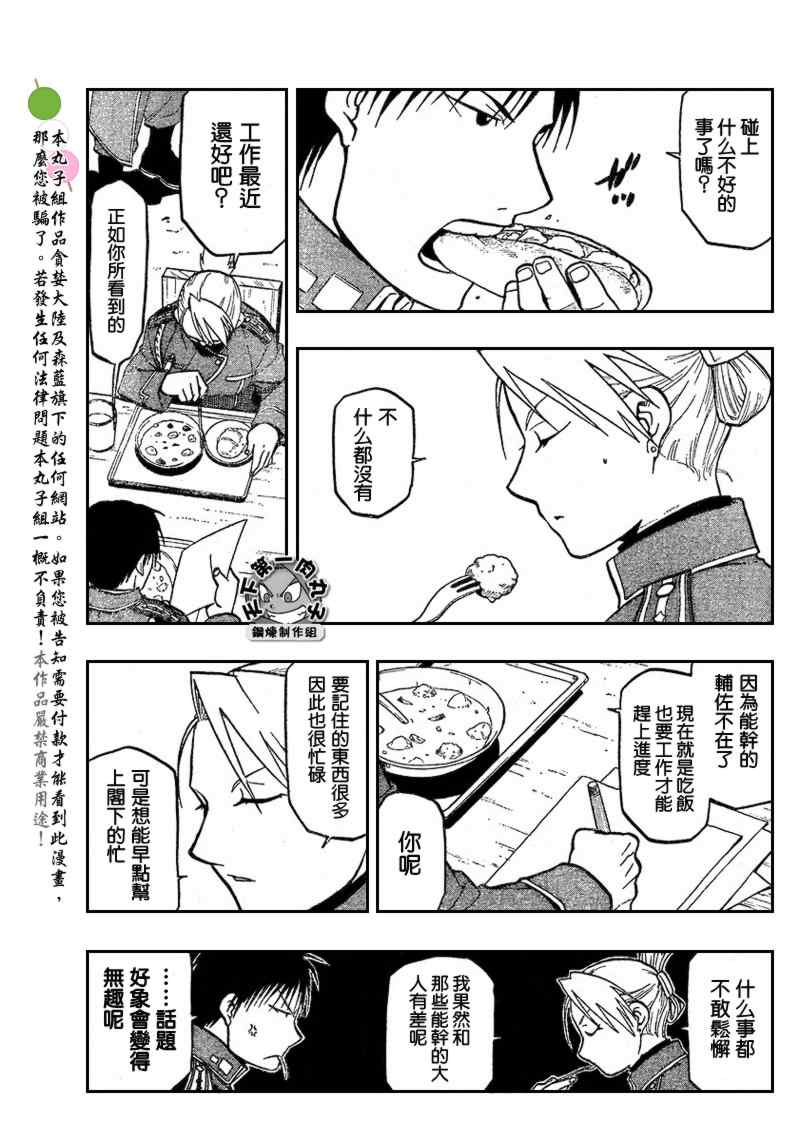 碰上
什么不好的
事了嗎?
工作最近
還好吧?
正如你所看到的
不
什么都沒有
因為能幹的
輔佐不在了
現在就是吃飯
也要工作才能
趕上進度
你呢
要記住的東西很多
因此也很忙碌
可是想能早點幫
上閣下的忙
什么事都
不敢鬆懈
我果然和
那些能幹的大
人有差呢
……話題
好象會變得
無趣呢
天下第一肉丸子
鋼煉制作組
本丸子組作品貪婪大陸及森藍旗下的任何網站。如果您被告知需要付款才能看到此漫畫,
那麼您被騙了。若發生任何法律問題本丸子組一概不負責!本作品嚴禁商業用途!